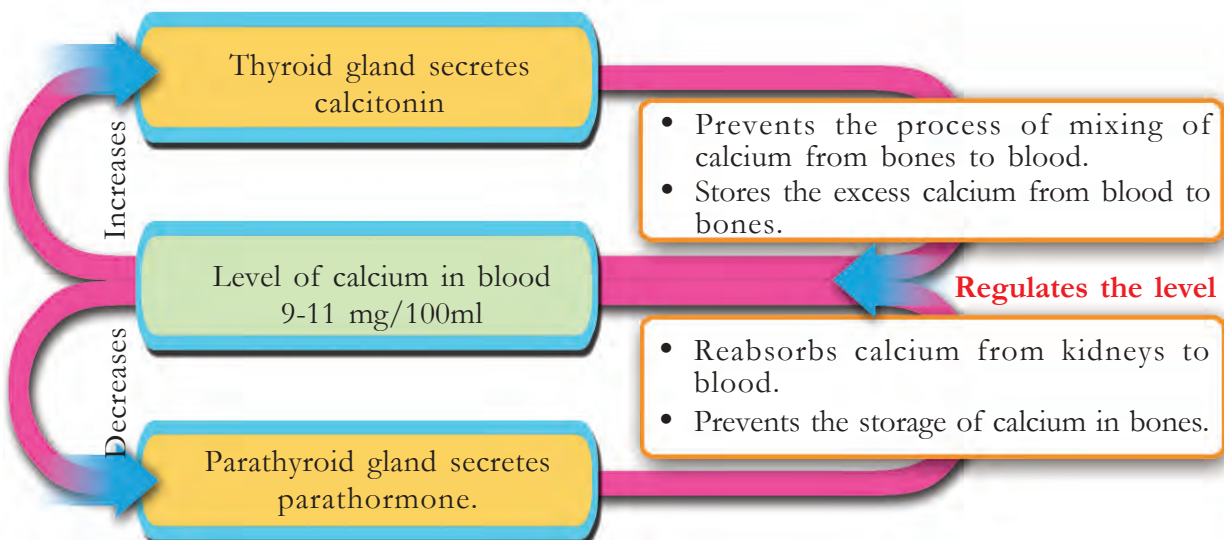 Thyroid gland secretes
calcitonin
• Prevents the process of mixing of
calcium from bones to blood.
• Stores the excess calcium from blood to
bones.
Increases
Level of calcium in blood
9-11 mg/100ml
Regulates the level
Decreases
• Reabsorbs calcium from kidneys to
blood.
• Prevents the storage of calcium in bones.
Parathyroid gland secretes
parathormone.